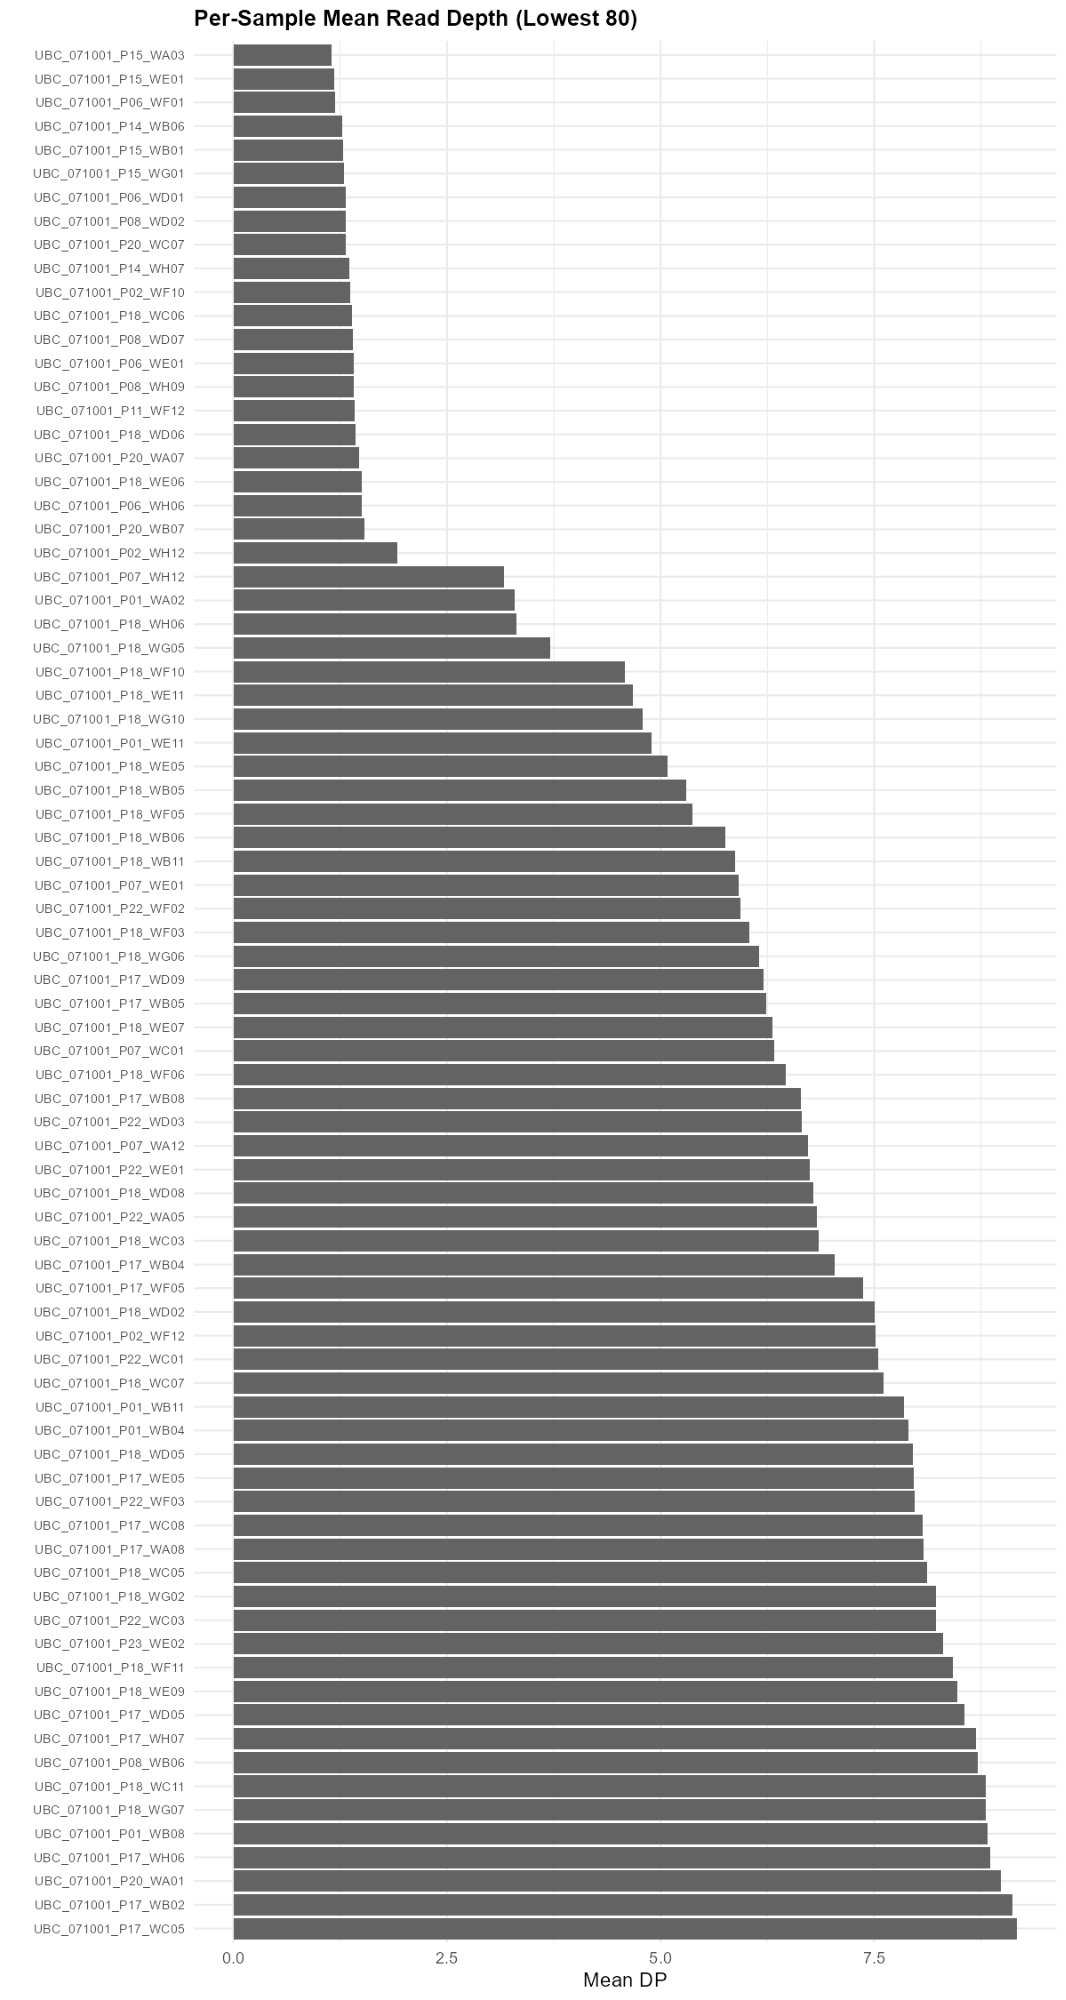 Per-Sample Mean Read Depth (Lowest 80)
UBC_071001_P15_WA03
UBC_071001_P15_WE01
UBC_071001_P06_WF01
UBC_071001_P14_WB06
UBC_071001_P15_WB01
UBC_071001_P15_WG01
UBC_071001_P06_WD01
UBC_071001_P08_WD02
UBC_071001_P20_WC07
UBC_071001_P14_WH07
UBC_071001_P02_WF10
UBC_071001_P18_WC06
UBC_071001_P08_WD07
UBC_071001_P06_WE01
UBC_071001_P08_WH09
UBC_071001_P11_WF12
UBC_071001_P18_WD06
UBC_071001_P20_WA07
UBC_071001_P18_WE06
UBC_071001_P06_WH06
UBC_071001_P20_WB07
UBC_071001_P02_WH12
UBC_071001_P07_WH12
UBC_071001_P01_WA02
UBC_071001_P18_WH06
UBC_071001_P18_WG05
UBC_071001_P18_WF10
UBC_071001_P18_WE11
UBC_071001_P18_WG10
UBC_071001_P01_WE11
UBC_071001_P18_WE05
UBC_071001_P18_WB05
UBC_071001_P18_WF05
UBC_071001_P18_WB06
UBC_071001_P18_WB11
UBC_071001_P07_WE01
UBC_071001_P22_WF02
UBC_071001_P18_WF03
UBC_071001_P18_WG06
UBC_071001_P17_WD09
UBC_071001_P17_WB05
UBC_071001_P18_WE07
UBC_071001_P07_WC01
UBC_071001_P18_WF06
UBC_071001_P17_WB08
UBC_071001_P22_WD03
UBC_071001_P07_WA12
UBC_071001_P22_WE01
UBC_071001_P18_WD08
UBC_071001_P22_WA05
UBC_071001_P18_WC03
UBC_071001_P17_WB04
UBC_071001_P17_WF05
UBC_071001_P18_WD02
UBC_071001_P02_WF12
UBC_071001_P22_WC01
UBC_071001_P18_WC07
UBC_071001_P01_WB11
UBC_071001_P01_WB04
UBC_071001_P18_WD05
UBC_071001_P17_WE05
UBC_071001_P22_WF03
UBC_071001_P17_WC08
UBC_071001_P17_WA08
UBC_071001_P18_WC05
UBC_071001_P18_WG02
UBC_071001_P22_WC03
UBC_071001_P23_WE02
UBC_071001_P18_WF11
UBC_071001_P18_WE09
UBC_071001_P17_WD05
UBC_071001_P17_WH07
UBC_071001_P08_WB06
UBC_071001_P18_WC11
UBC_071001_P18_WG07
UBC_071001_P01_WB08
UBC_071001_P17_WH06
UBC_071001_P20_WA01
UBC_071001_P17_WB02
UBC_071001_P17_WC05
0.0 2.5 5.0 7.5
Mean DP